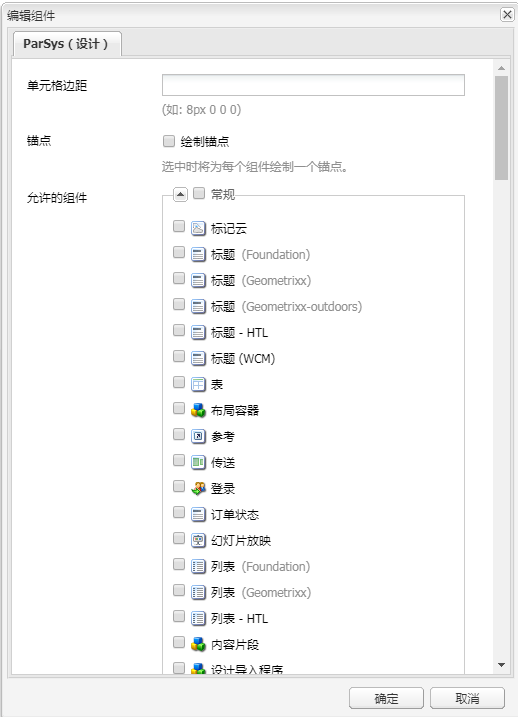 编辑组件
ParSys（设计）
单元格边距
(如: 8px 0 0 0)
锚点
绘制锚点
选中时将为每个组件绘制一个锚点。
允许的组件
常规
标记云
标题 (Foundation)
标题 (Geometrixx)
标题 (Geometrixx-outdoors)
标题 - HTL
标题 (WCM)
表
布局容器
参考
传送
登录
订单状态
幻灯片放映
列表 (Foundation)
列表 (Geometrixx)
列表 - HTL
内容片段
设计导入程序
确定
取消